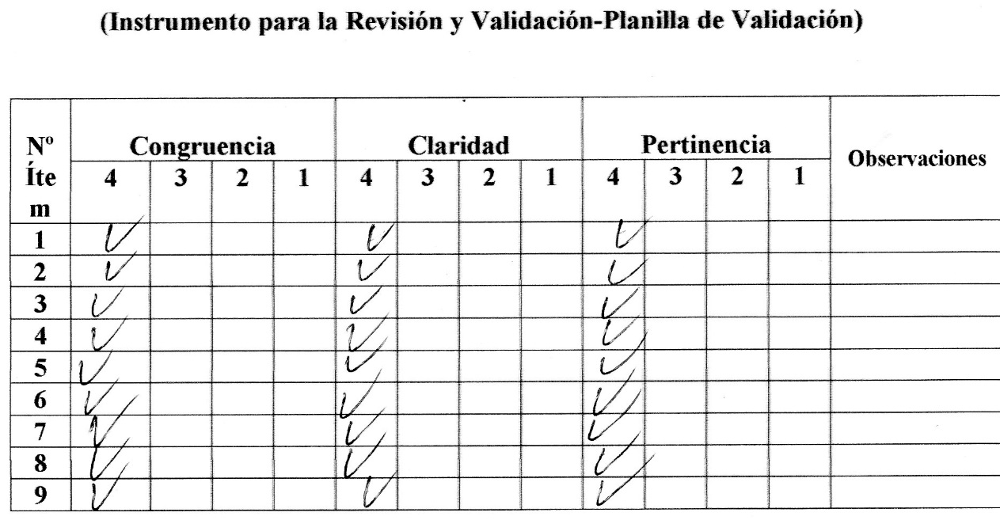 (Instrumento para la Revisión y Validación-Planilla de Validación)
Nº Ítem Congruencia Claridad Pertinencia Observaciones
4 3 2 1 4 3 2 1 4 3 2 1
1 ✓ ✓ ✓
2 ✓ ✓ ✓
3 ✓ ✓ ✓
4 ✓ ✓ ✓
5 ✓ ✓ ✓
6 ✓ ✓ ✓
7 ✓ ✓ ✓
8 ✓ ✓ ✓
9 ✓ ✓ ✓